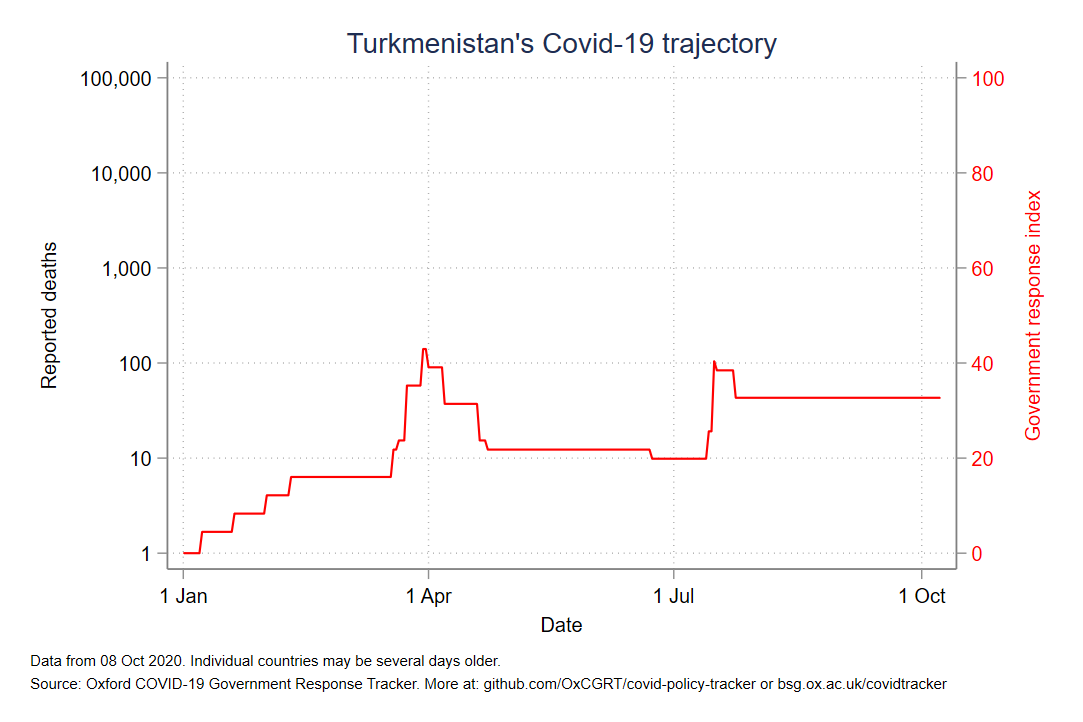 Turkmenistan's Covid-19 trajectory
100,000
10,000
1,000
100
10
1
Reported deaths
100
80
60
40
20
0
Government response index
1 Jan
1 Apr
1 Jul
1 Oct
Date
Data from 08 Oct 2020. Individual countries may be several days older.
Source: Oxford COVID-19 Government Response Tracker. More at: github.com/OxCGRT/covid-policy-tracker or bsg.ox.ac.uk/covidtracker